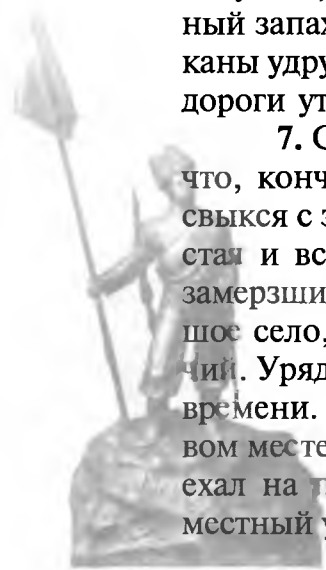 ный запах
каны удру
дороги ут
7. С
что, конч
свыкся с з
стая и вс
замерзши
шое село,
чий. Уряд
времени.
вом месте
ехал на п
местный у